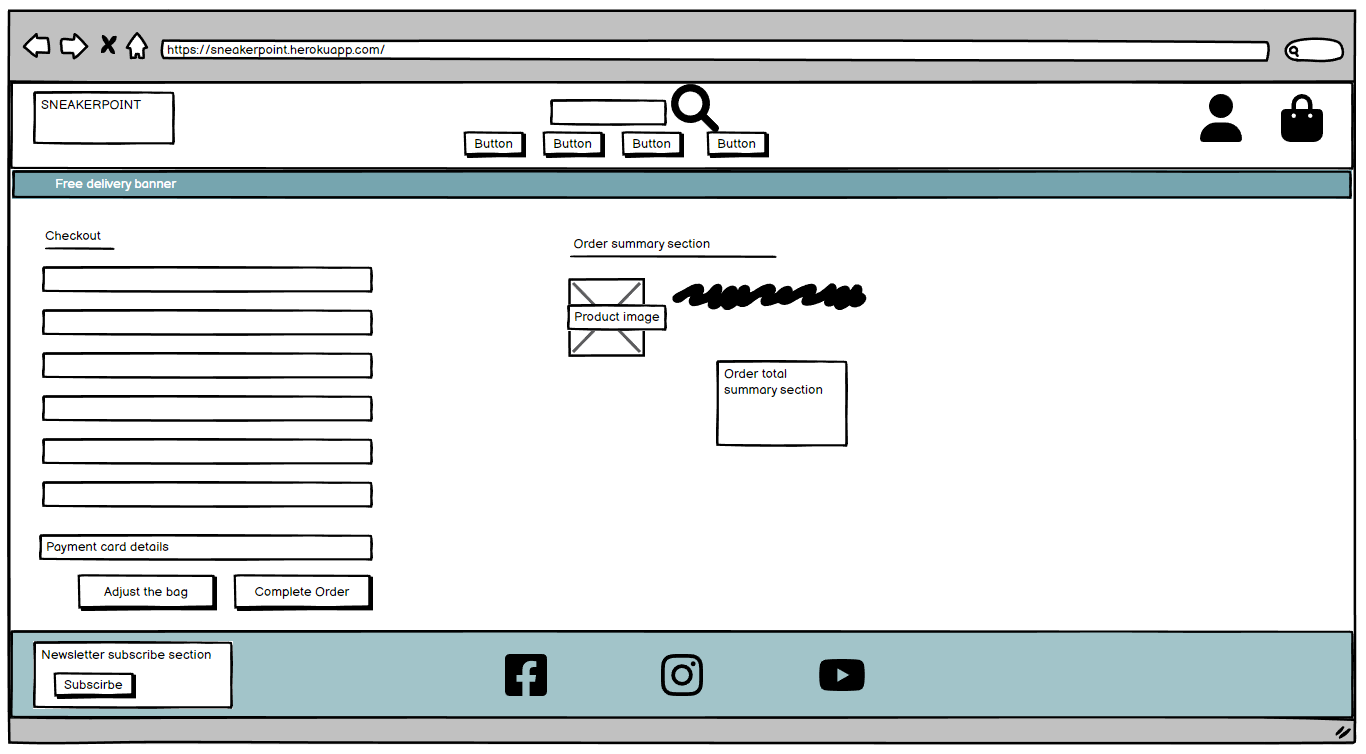 https://sneakerpoint.herokuapp.com/
SNEAKERPOINT
Button
Button
Button
Button
Free delivery banner
Checkout
Order summary section
Product image
Order total
summary section
Payment card details
Adjust the bag
Complete Order
Newsletter subscribe section
Subscirbe